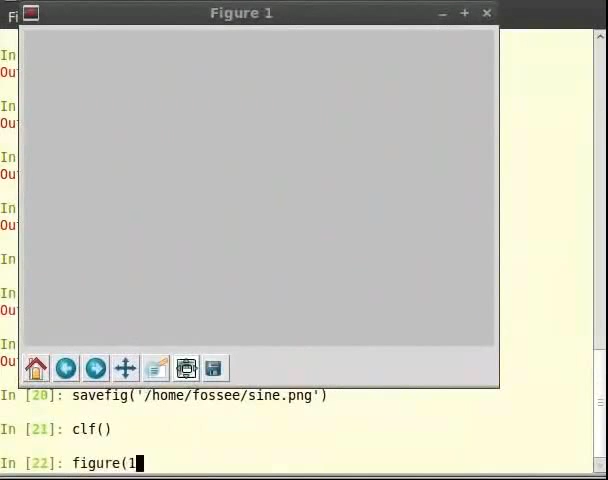 Fi
Figure 1
In
Ou
In
Ou
In
Ou
In
Ou
In
In
Ou
In
Ou
In [20]: savefig('/home/fossee/sine.png')
In [21]: clf()
In [22]: figure(1